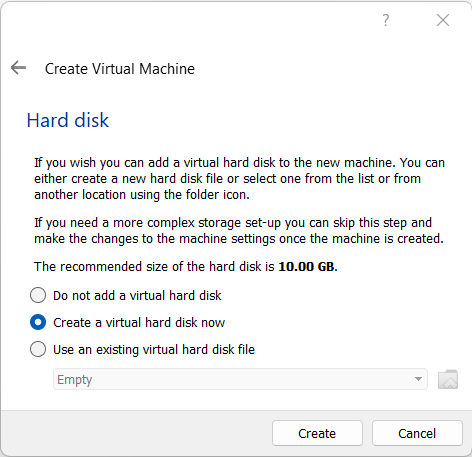 ?
Create Virtual Machine
Hard disk
If you wish you can add a virtual hard disk to the new machine. You can
either create a new hard disk file or select one from the list or from
another location using the folder icon.
If you need a more complex storage set-up you can skip this step and
make the changes to the machine settings once the machine is created.
The recommended size of the hard disk is 10.00 GB.
Do not add a virtual hard disk
Create a virtual hard disk now
Use an existing virtual hard disk file
Empty
Create Cancel